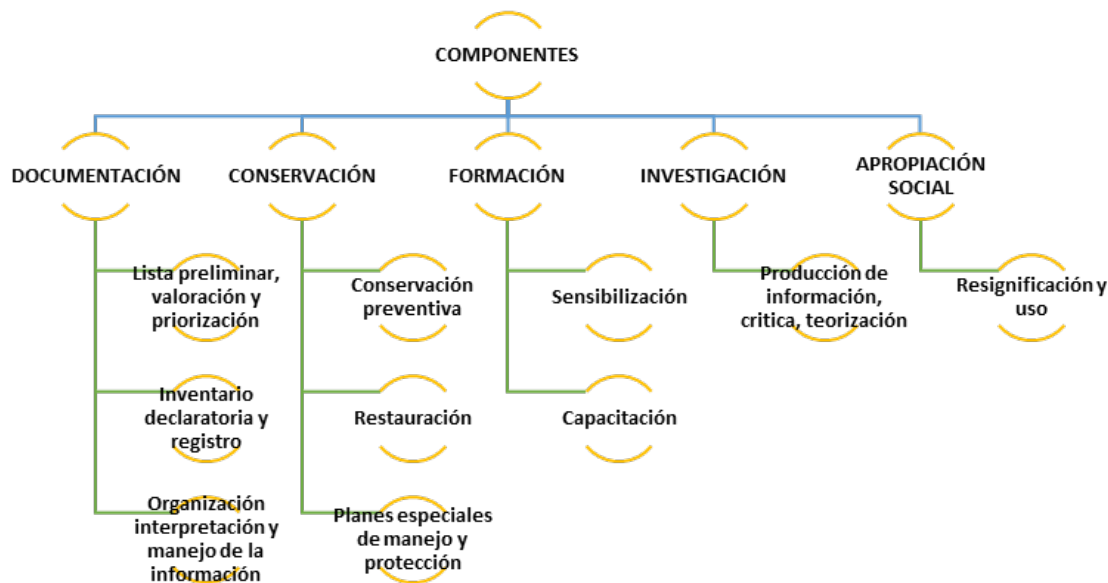 COMPONENTES
DOCUMENTACIÓN
CONSERVACIÓN
FORMACIÓN
INVESTIGACIÓN
APROPIACIÓN
SOCIAL
Lista preliminar,
valoración y
priorización
Inventario
declaratoria y
registro
Organización
interpretación y
manejo de la
información
Conservación
preventiva
Restauración
Planes especiales
de manejo y
protección
Sensibilización
Capacitación
Producción de
información,
critica, teorización
Resignificación y
uso